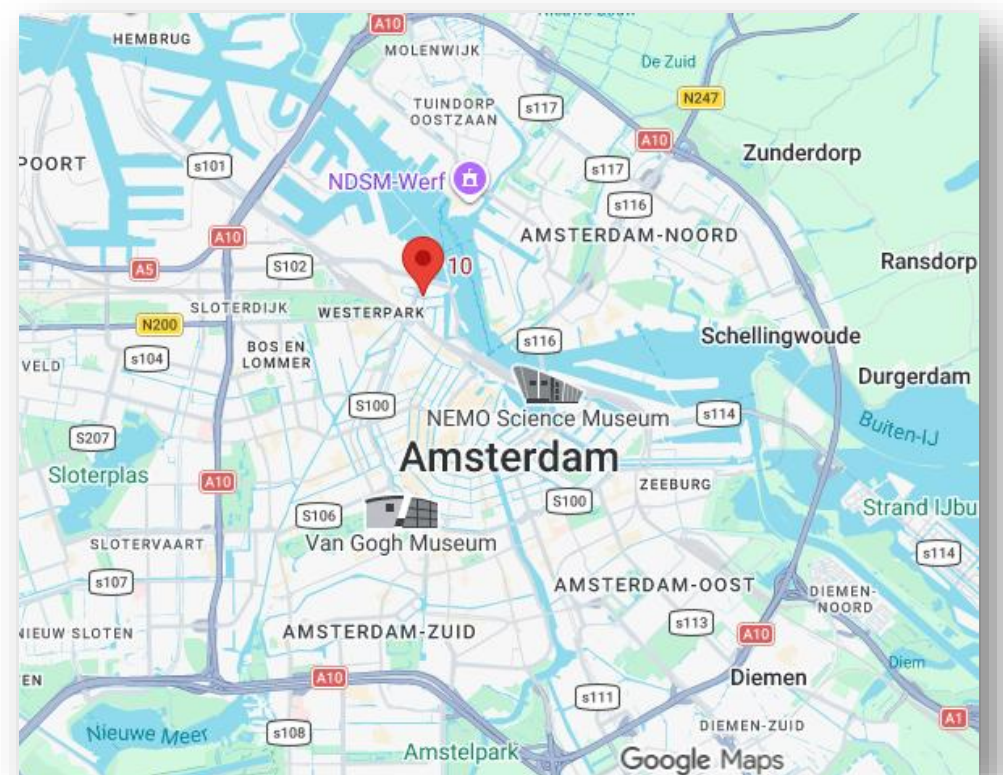 A10
HEMBRUG
MOLENWIJK
De Zuid
N247
TUINDORP
OOSTZAAN
s117
A10
POORT
s101
Zunderdorp
NDSM-Werf
s117
s116
A10
AMSTERDAM-NOORD
A5
S102
10
Ransdorp
SLOTERDIJK
WESTERPARK
N200
s116
Schellingwoude
VELD
s104
BOS EN
LOMMER
Durgerdam
S100
NEMO Science Museum
s114
Buiten-IJ
S207
Amsterdam
Sloterplas
A10
ZEEBURG
S106
S100
Strand IJbu
Van Gogh Museum
SLOTERVAART
s114
s107
AMSTERDAM-OOST
DIEMEN-
NOORD
NIEUW SLOTEN
AMSTERDAM-ZUID
s113
A10
Diem
TEN
A10
Diemen
s111
A1
Nieuwe Meer
s108
DIEMEN-ZUID
Amstelpark
Google Maps